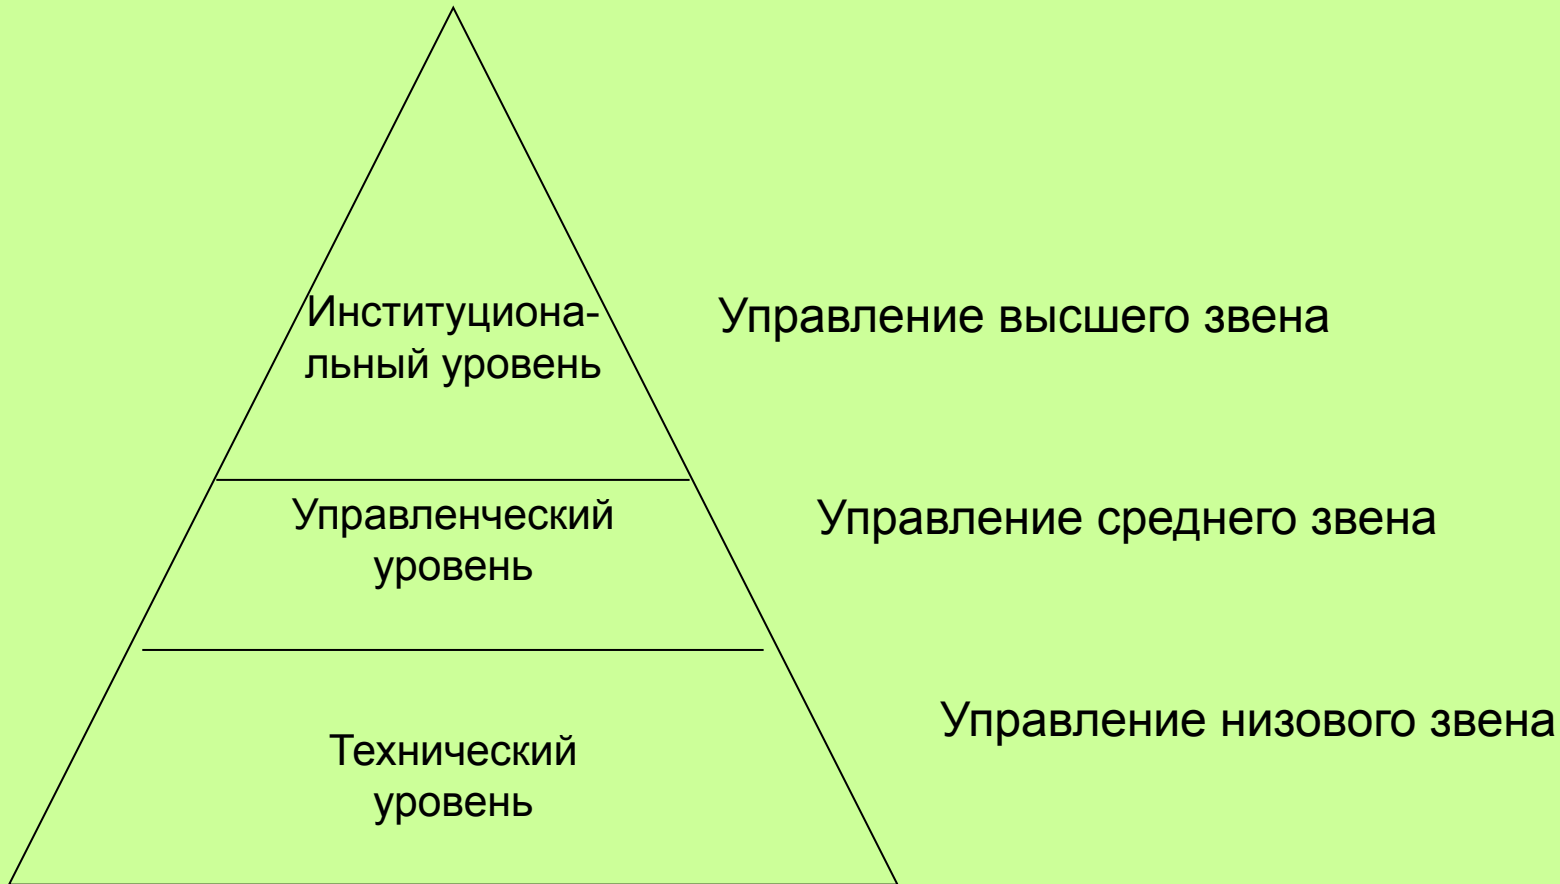 Институциона-
льный уровень
Управление высшего звена
Управленческий
уровень
Управление среднего звена
Технический
уровень
Управление низового звена